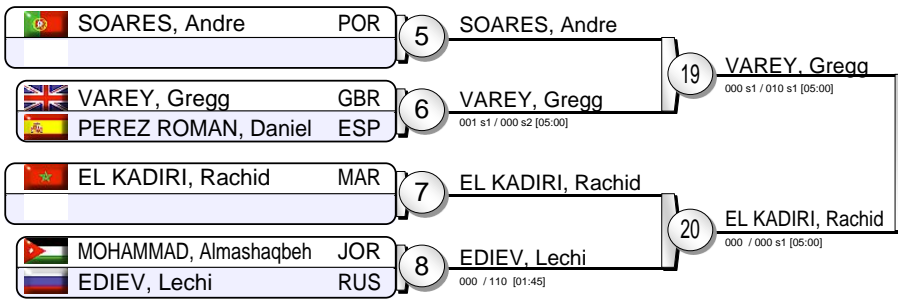 SOARES, Andre POR
5
SOARES, Andre
VAREY, Gregg GBR
PEREZ ROMAN, Daniel ESP
6
VAREY, Gregg
001 s1 / 000 s2 [05:00]
19
VAREY, Gregg
000 s1 / 010 s1 [05:00]
EL KADIRI, Rachid MAR
7
EL KADIRI, Rachid
MOHAMMAD, Almashaqbeh JOR
EDIEV, Lechi RUS
8
EDIEV, Lechi
000 / 110 [01:45]
20
EL KADIRI, Rachid
000 / 000 s1 [05:00]